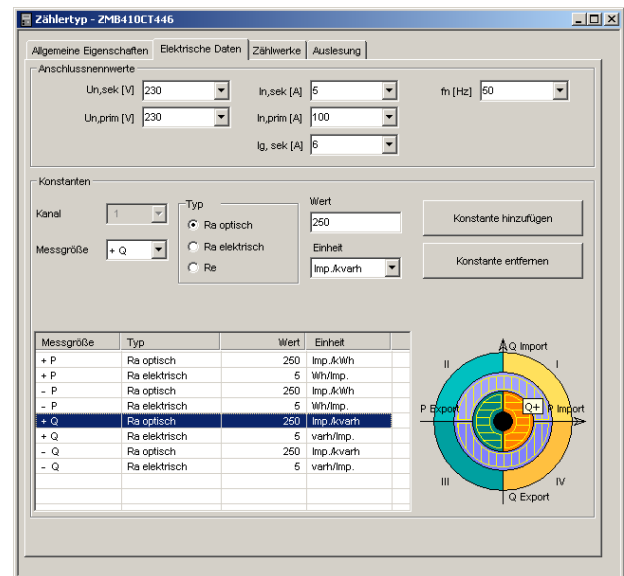 Zählertyp - ZMB410CT446
Allgemeine Eigenschaften Elektrische Daten Zählwerke Auslesung
Anschlussnennwerte
Un,sek [V] 230 In,sek [A] 5 fn [Hz] 50
Un,prim [V] 230 In,prim [A] 100
Ig, sek [A] 6
Konstanten
Kanal 1 Typ Wert
Ra optisch 250 Konstante hinzufügen
Messgröße + Q Ra elektrisch Einheit
Re Imp./kvarh Konstante entfernen
Messgröße Typ Wert Einheit
+ P Ra optisch 250 Imp./kWh
+ P Ra elektrisch 5 Wh/Imp.
- P Ra optisch 250 Imp./kWh
- P Ra elektrisch 5 Wh/Imp.
+ Q Ra optisch 250 Imp./kvarh
+ Q Ra elektrisch 5 varh/Imp.
- Q Ra optisch 250 Imp./kvarh
- Q Ra elektrisch 5 varh/Imp.
Q Import
II I
P Export Q+ P Import
III IV
Q Export